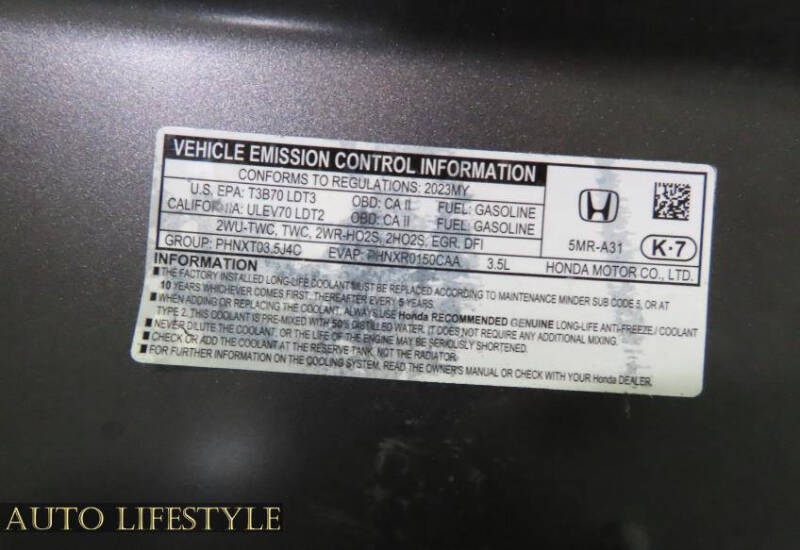 VEHICLE EMISSION CONTROL INFORMATION
CONFORMS TO REGULATIONS: 2023MY
U.S. EPA: T3B70 LDT3 OBD: CA II FUEL: GASOLINE
CALIFORNIA: ULEV70 LDT2 OBD: CA II FUEL: GASOLINE
2WU-TWC, TWC, 2WR-HO2S, 2HO2S, EGR, DFI
GROUP: PHNXT03.5J4C EVAP: PHNXR0150CAA 3.5L
5MR-A31
K·7
HONDA MOTOR CO., LTD.
INFORMATION
■ THE FACTORY INSTALLED LONG-LIFE COOLANT MUST BE REPLACED ACCORDING TO MAINTENANCE MINDER SUB CODE 5, OR AT
10 YEARS WHICHEVER COMES FIRST. THEREAFTER EVERY 5 YEARS.
■ WHEN ADDING OR REPLACING THE COOLANT, ALWAYS USE Honda RECOMMENDED GENUINE LONG-LIFE ANTI-FREEZE / COOLANT
TYPE 2, THIS COOLANT IS PRE-MIXED WITH 50% DISTILLED WATER. IT DOES NOT REQUIRE ANY ADDITIONAL MIXING.
■ NEVER DILUTE THE COOLANT, OR THE LIFE OF THE ENGINE MAY BE SERIOUSLY SHORTENED.
■ CHECK OR ADD THE COOLANT AT THE RESERVE TANK, NOT THE RADIATOR.
■ FOR FURTHER INFORMATION ON THE COOLING SYSTEM, READ THE OWNER'S MANUAL OR CHECK WITH YOUR Honda DEALER.
AUTO LIFESTYLE